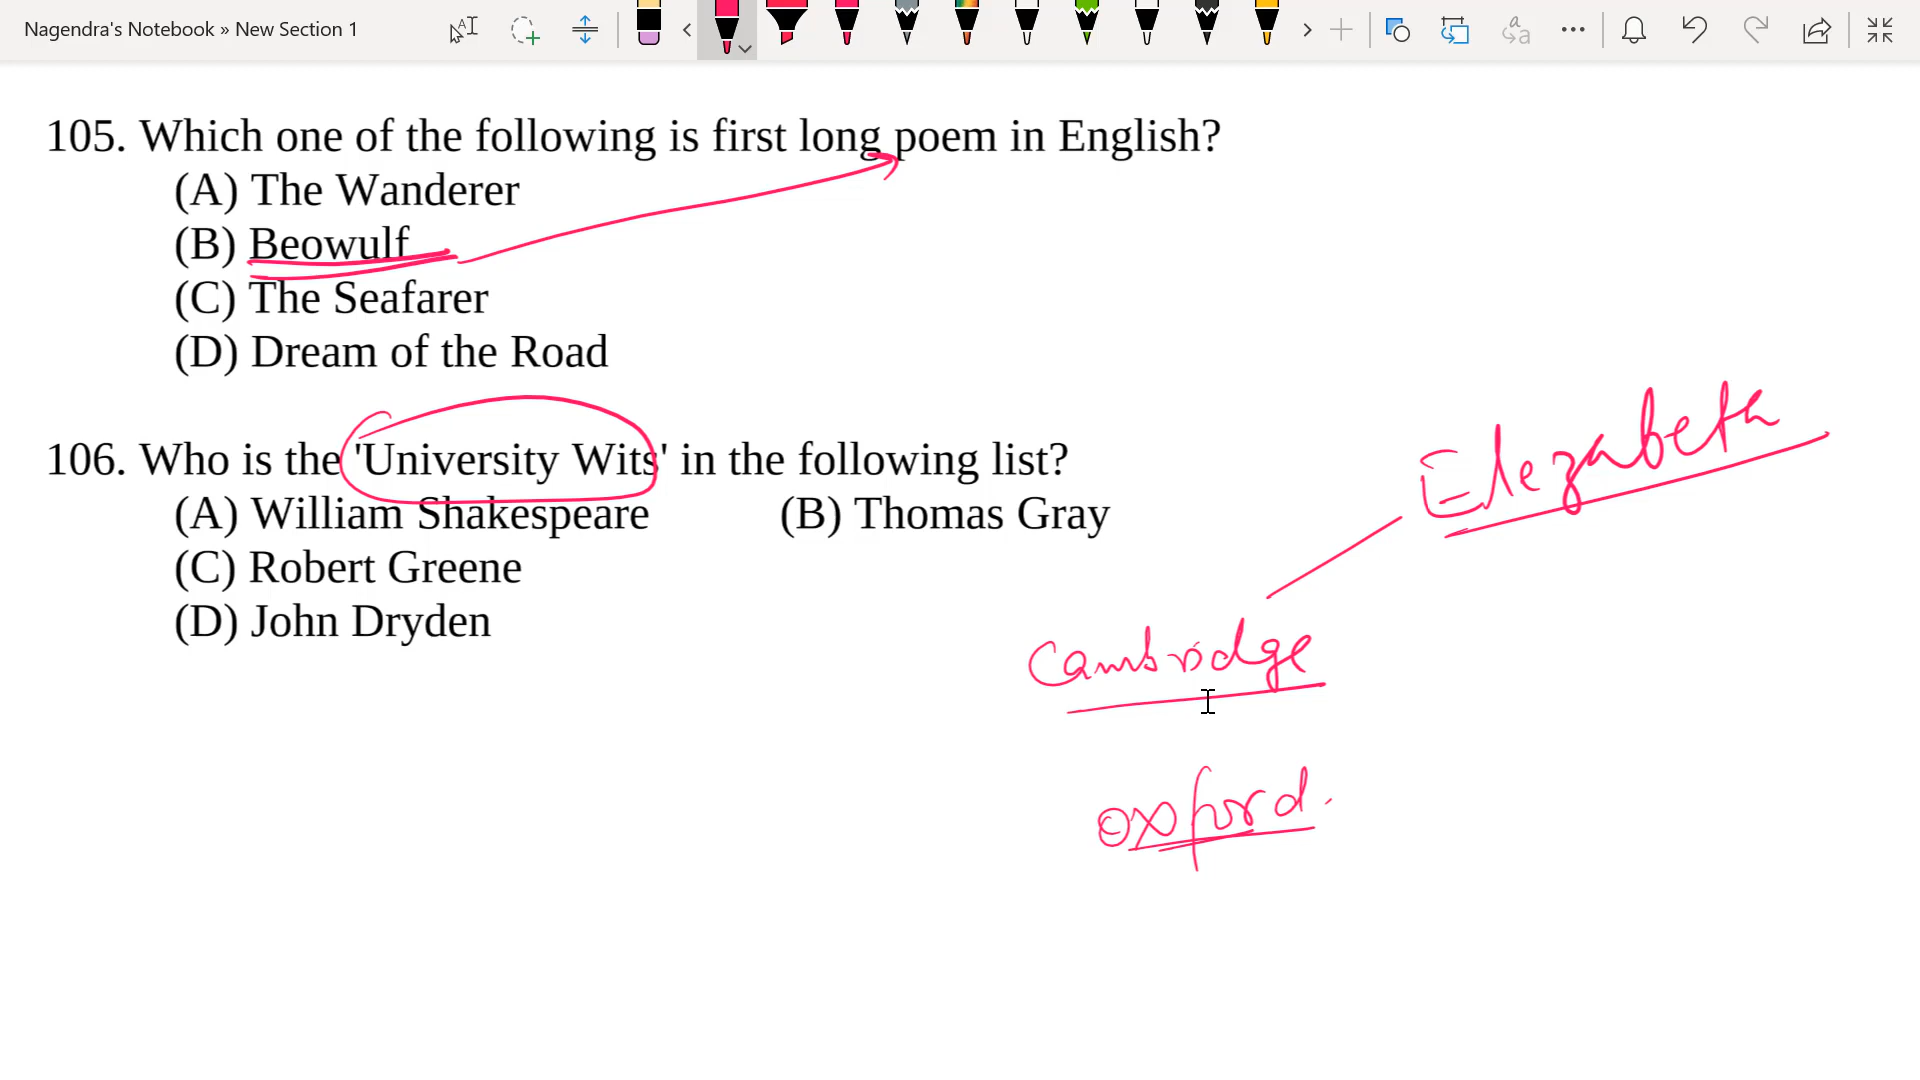 Nagendra's Notebook » New Section 1
105. Which one of the following is first long poem in English?
(A) The Wanderer
(B) Beowulf
(C) The Seafarer
(D) Dream of the Road
106. Who is the 'University Wits' in the following list?
(A) William Shakespeare (B) Thomas Gray
(C) Robert Greene
(D) John Dryden
Elezabeth
Cambridge
Oxford.